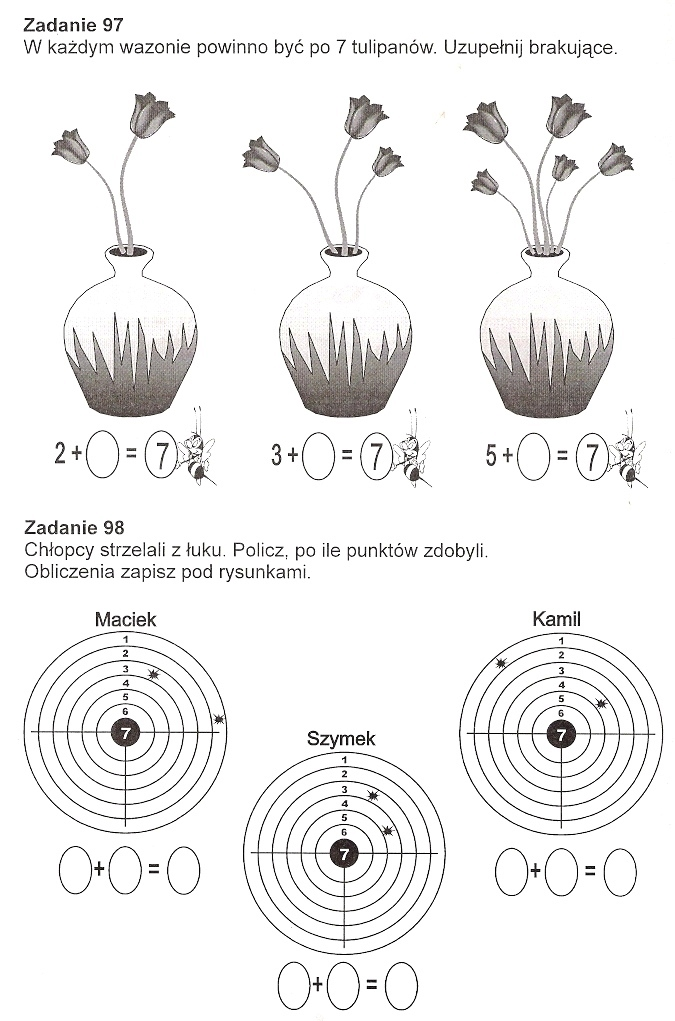 Zadanie 97
W każdym wazonie powinno być po 7 tulipanów. Uzupełnij brakujące.
2 + = 7
3 + = 7
5 + = 7
Zadanie 98
Chłopcy strzelali z łuku. Policz, po ile punktów zdobyli.
Obliczenia zapisz pod rysunkami.
Maciek
1
2
3
4
5
6
7
+ =
Szymek
1
2
3
4
5
6
7
+ =
Kamil
1
2
3
4
5
6
7
+ =